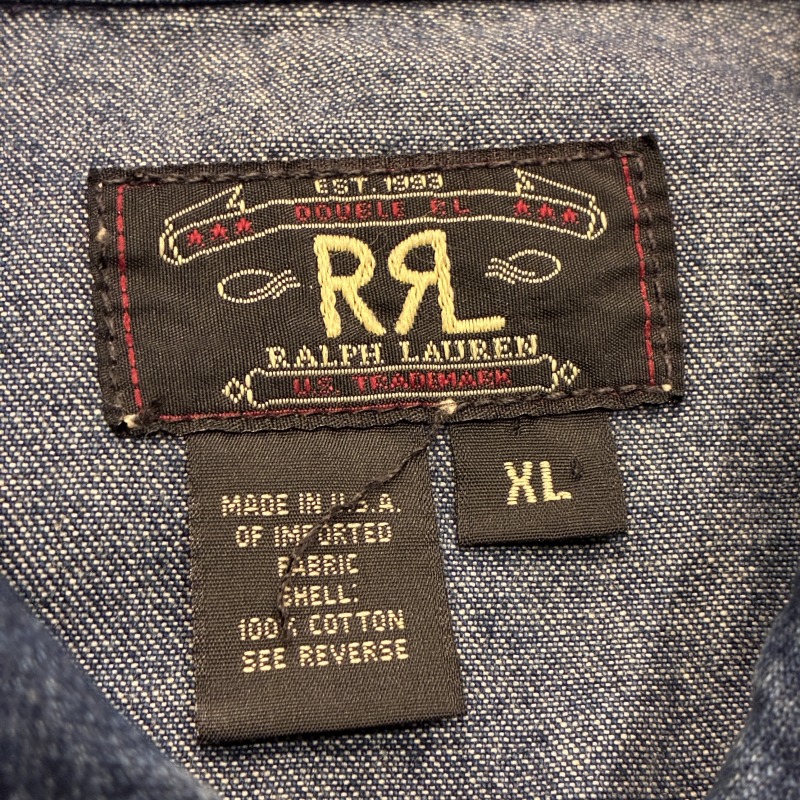 EST. 1993
DOUBLE RL
RRL
RALPH LAUREN
U.S. TRADEMARK
XL
MADE IN U.S.A.
OF IMPORTED
FABRIC
SHELL:
100% COTTON
SEE REVERSE